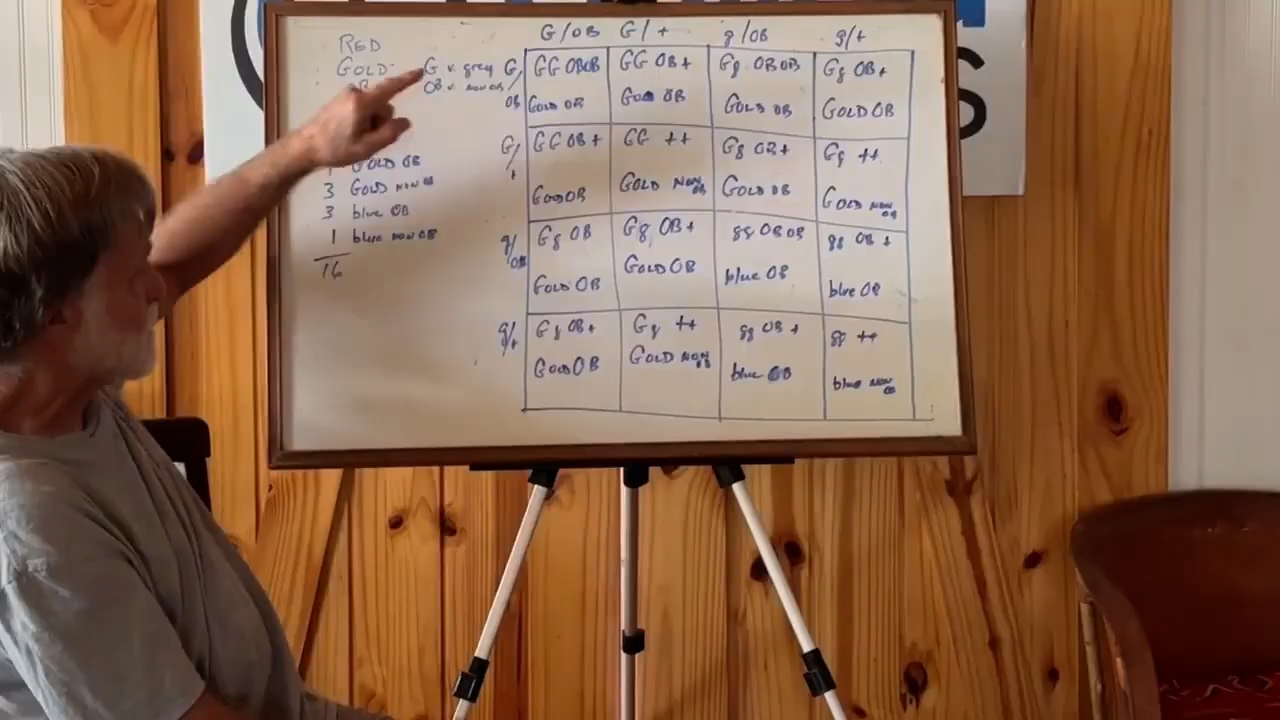 RED
GOLD
G v. grey
OB v. non OB
GOLD OB
3 GOLD NON OB
3 blue OB
1 blue NON OB
16
G/OB G/+ g/OB g/+
G/OB
GG OBOB GG OB+ Gg OBOB Gg OB+
GOLD OB GOLD OB GOLD OB GOLD OB
G/+
GG OB+ GG ++ Gg OB+ Gg ++
GOLD OB GOLD NON OB GOLD OB GOLD NON OB
g/OB
Gg OB Gg OB+ gg OBOB gg OB+
GOLD OB GOLD OB blue OB blue OB
g/+
Gg OB+ Gg ++ gg OB+ gg ++
GOLD OB GOLD NON OB blue OB blue NON OB
S